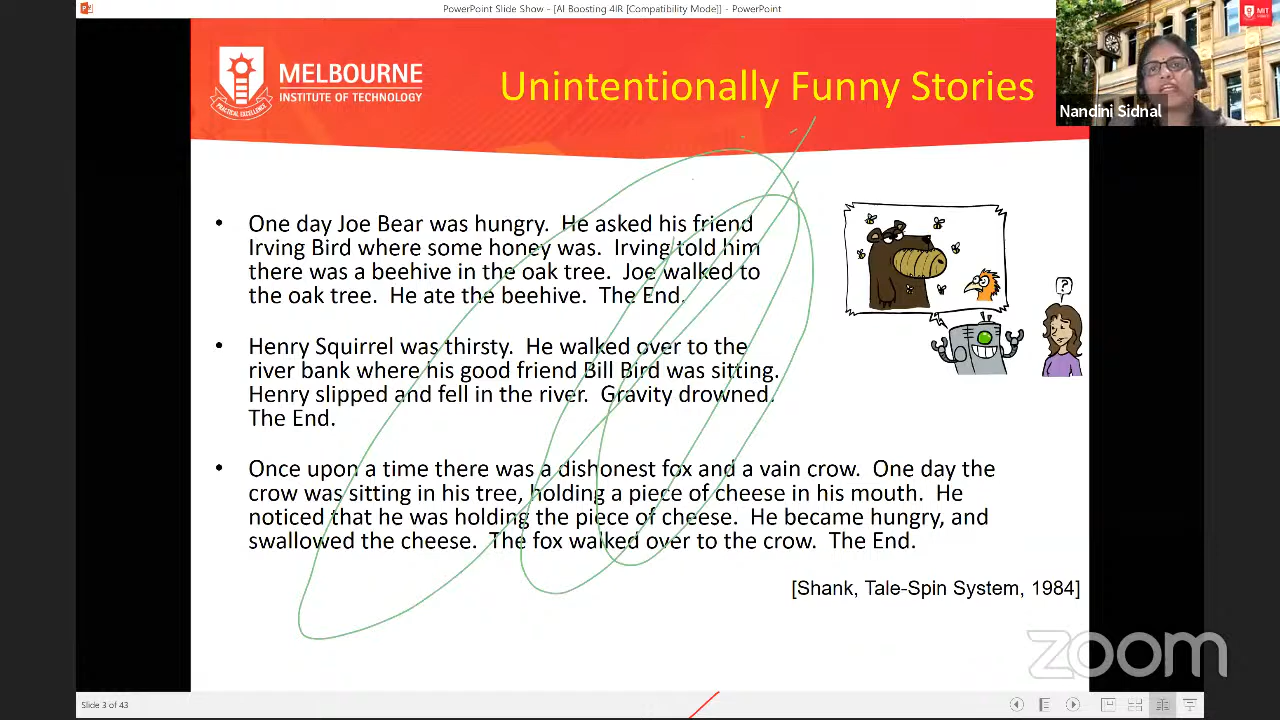 PowerPoint Slide Show - [AI Boosting 4IR [Compatibility Mode]] - PowerPoint
MELBOURNE
INSTITUTE OF TECHNOLOGY
PRACTICAL EXCELLENCE
Unintentionally Funny Stories
MIT
Nandini Sidnal
• One day Joe Bear was hungry. He asked his friend
Irving Bird where some honey was. Irving told him
there was a beehive in the oak tree. Joe walked to
the oak tree. He ate the beehive. The End.
?
• Henry Squirrel was thirsty. He walked over to the
river bank where his good friend Bill Bird was sitting.
Henry slipped and fell in the river. Gravity drowned.
The End.
• Once upon a time there was a dishonest fox and a vain crow. One day the
crow was sitting in his tree, holding a piece of cheese in his mouth. He
noticed that he was holding the piece of cheese. He became hungry, and
swallowed the cheese. The fox walked over to the crow. The End.
[Shank, Tale-Spin System, 1984]
zoom
Slide 3 of 43